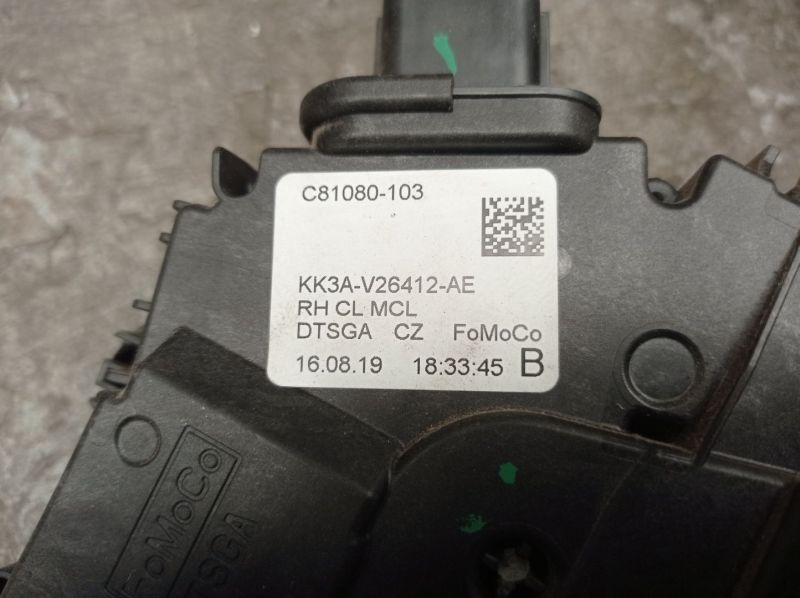 C81080-103
KK3A-V26412-AE
RH CL MCL
DTSGA CZ FoMoCo
16.08.19 18:33:45 B
FoMoCo
DTSGA